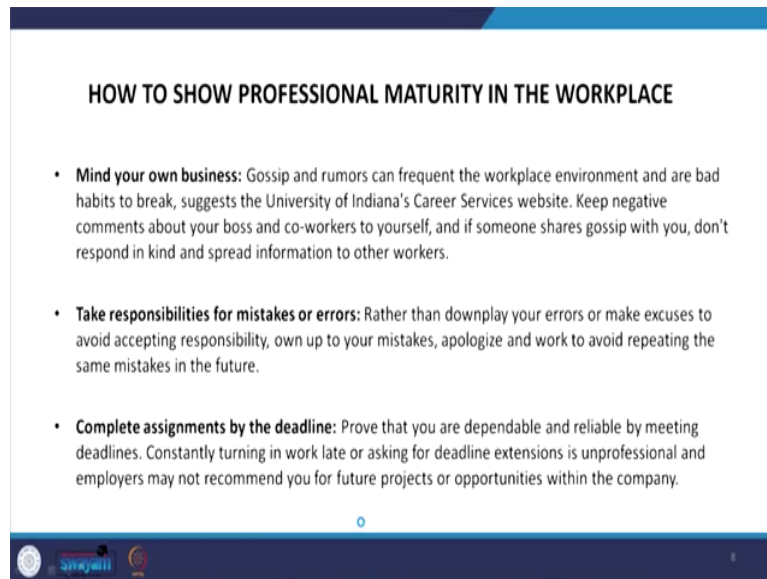 HOW TO SHOW PROFESSIONAL MATURITY IN THE WORKPLACE
• Mind your own business: Gossip and rumors can frequent the workplace environment and are bad
habits to break, suggests the University of Indiana's Career Services website. Keep negative
comments about your boss and co-workers to yourself, and if someone shares gossip with you, don't
respond in kind and spread information to other workers.
• Take responsibilities for mistakes or errors: Rather than downplay your errors or make excuses to
avoid accepting responsibility, own up to your mistakes, apologize and work to avoid repeating the
same mistakes in the future.
• Complete assignments by the deadline: Prove that you are dependable and reliable by meeting
deadlines. Constantly turning in work late or asking for deadline extensions is unprofessional and
employers may not recommend you for future projects or opportunities within the company.
swayam
8